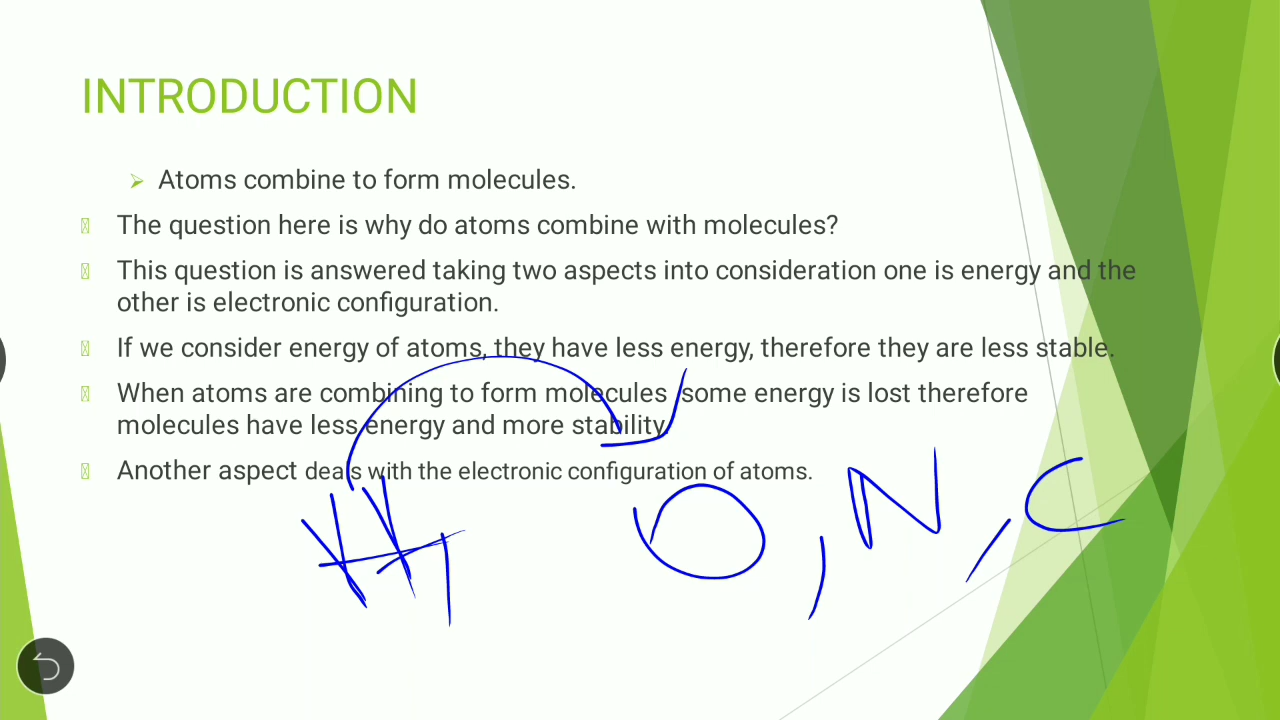 INTRODUCTION
Atoms combine to form molecules.
The question here is why do atoms combine with molecules?
This question is answered taking two aspects into consideration one is energy and the
other is electronic configuration.
If we consider energy of atoms, they have less energy, therefore they are less stable.
When atoms are combining to form molecules some energy is lost therefore
molecules have less energy and more stability.
Another aspect deals with the electronic configuration of atoms.
H, O, N, C